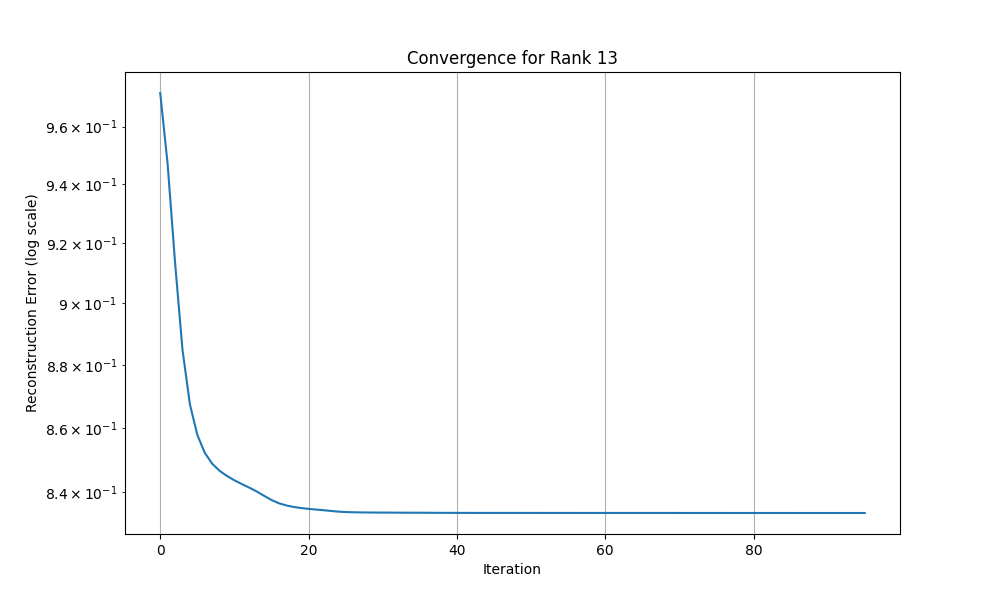 Convergence for Rank 13
Reconstruction Error (log scale)
9.6 × 10⁻¹
9.4 × 10⁻¹
9.2 × 10⁻¹
9 × 10⁻¹
8.8 × 10⁻¹
8.6 × 10⁻¹
8.4 × 10⁻¹
0 20 40 60 80
Iteration